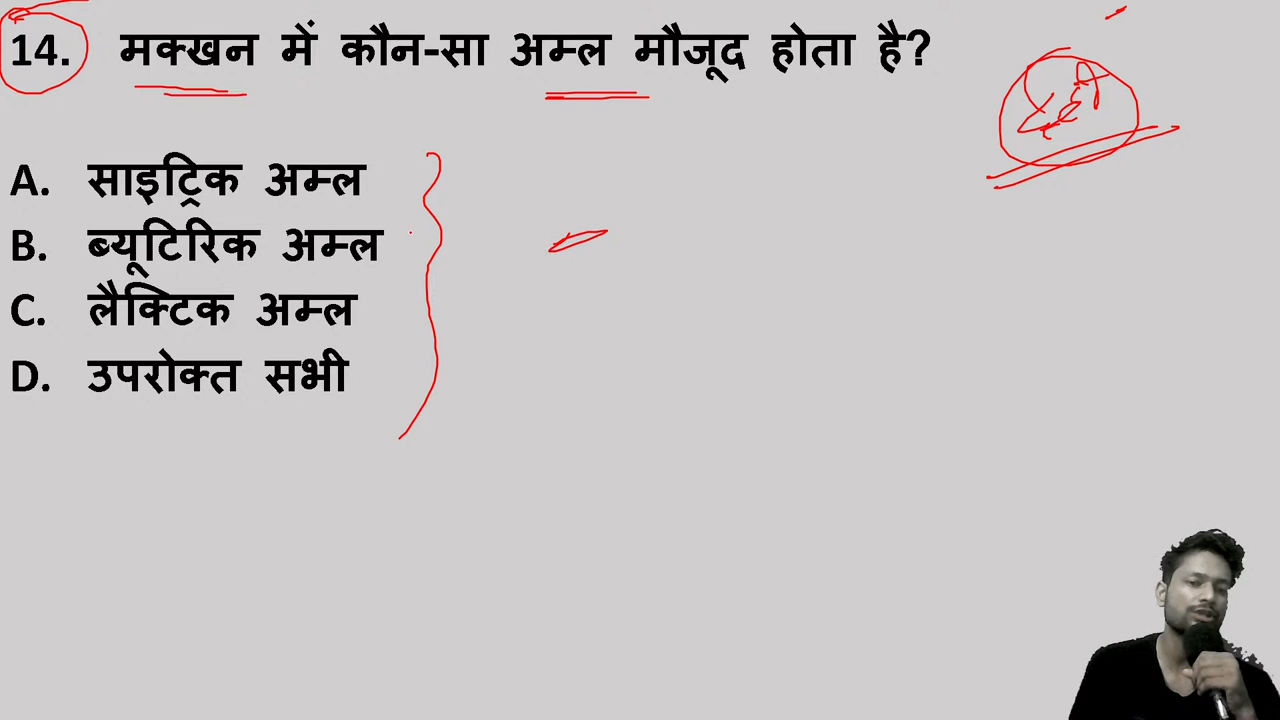 14. मक्खन में कौन-सा अम्ल मौजूद होता है?
A. साइट्रिक अम्ल
B. ब्यूटिरिक अम्ल
C. लैक्टिक अम्ल
D. उपरोक्त सभी